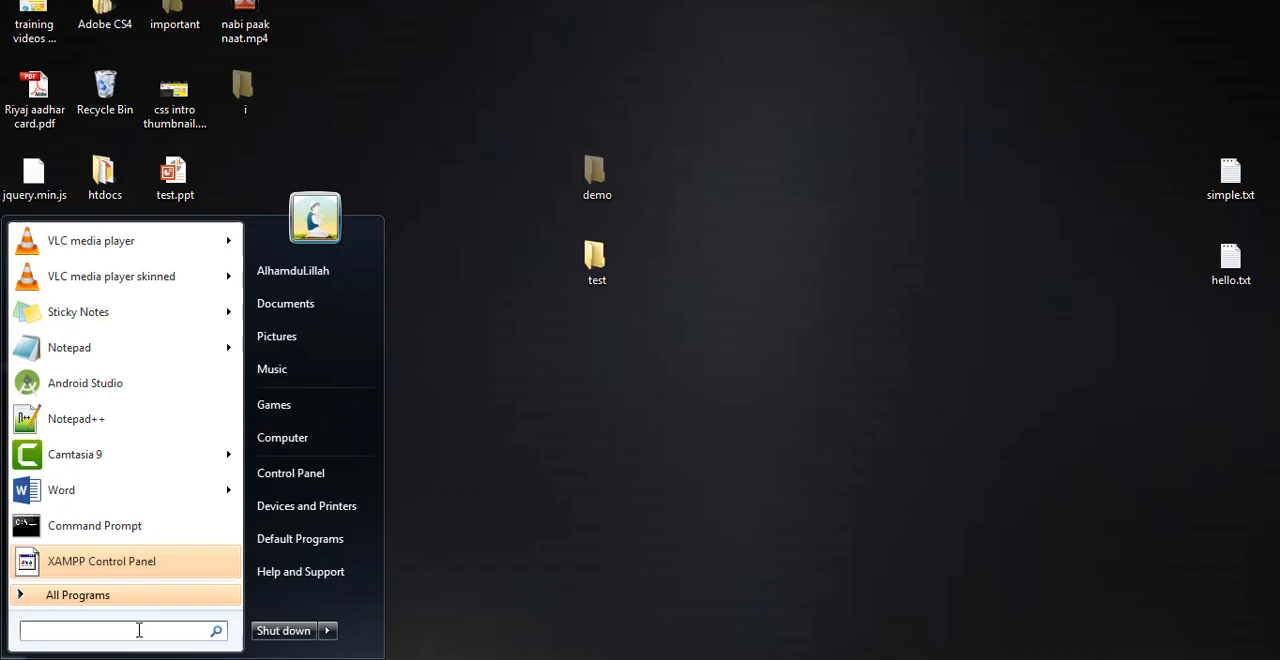 training
videos ...
Adobe CS4
important
nabi paak
naat.mp4
Riyaj aadhar
card.pdf
Recycle Bin
css intro
thumbnail....
i
jquery.min.js
htdocs
test.ppt
demo
test
simple.txt
hello.txt
VLC media player
VLC media player skinned
Sticky Notes
Notepad
Android Studio
Notepad++
Camtasia 9
Word
Command Prompt
XAMPP Control Panel
All Programs
AlhamduLillah
Documents
Pictures
Music
Games
Computer
Control Panel
Devices and Printers
Default Programs
Help and Support
Shut down